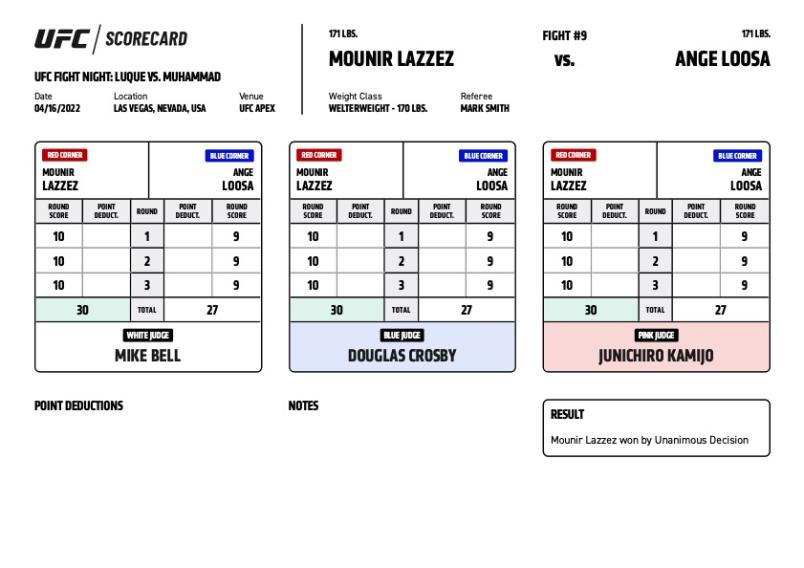 UFC / SCORECARD
UFC FIGHT NIGHT: LUQUE VS. MUHAMMAD
Date Location Venue
04/16/2022 LAS VEGAS, NEVADA, USA UFC APEX
171 LBS. FIGHT #9 171 LBS.
MOUNIR LAZZEZ VS. ANGE LOOSA
Weight Class Referee
WELTERWEIGHT - 170 LBS. MARK SMITH
RED CORNER BLUE CORNER
MOUNIR ANGE
LAZZEZ LOOSA
ROUND SCORE POINT DEDUCT. ROUND POINT DEDUCT. ROUND SCORE
10 1 9
10 2 9
10 3 9
30 TOTAL 27
WHITE JUDGE
MIKE BELL
RED CORNER BLUE CORNER
MOUNIR ANGE
LAZZEZ LOOSA
ROUND SCORE POINT DEDUCT. ROUND POINT DEDUCT. ROUND SCORE
10 1 9
10 2 9
10 3 9
30 TOTAL 27
BLUE JUDGE
DOUGLAS CROSBY
RED CORNER BLUE CORNER
MOUNIR ANGE
LAZZEZ LOOSA
ROUND SCORE POINT DEDUCT. ROUND POINT DEDUCT. ROUND SCORE
10 1 9
10 2 9
10 3 9
30 TOTAL 27
PINK JUDGE
JUNICHIRO KAMIJO
POINT DEDUCTIONS
NOTES
RESULT
Mounir Lazzez won by Unanimous Decision